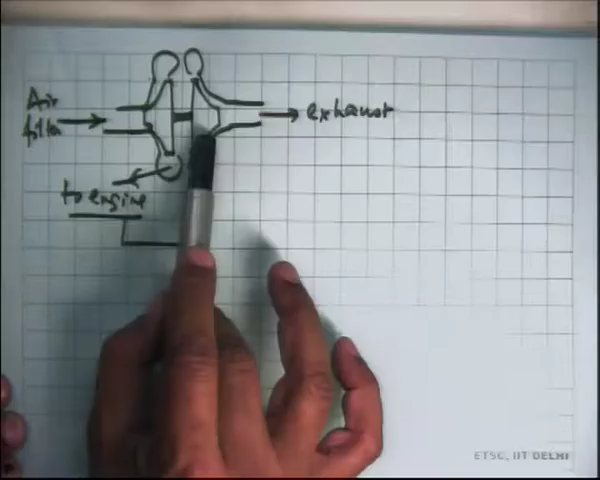 Air
filter
exhaust
to engine
ETSC, IIT DELHI